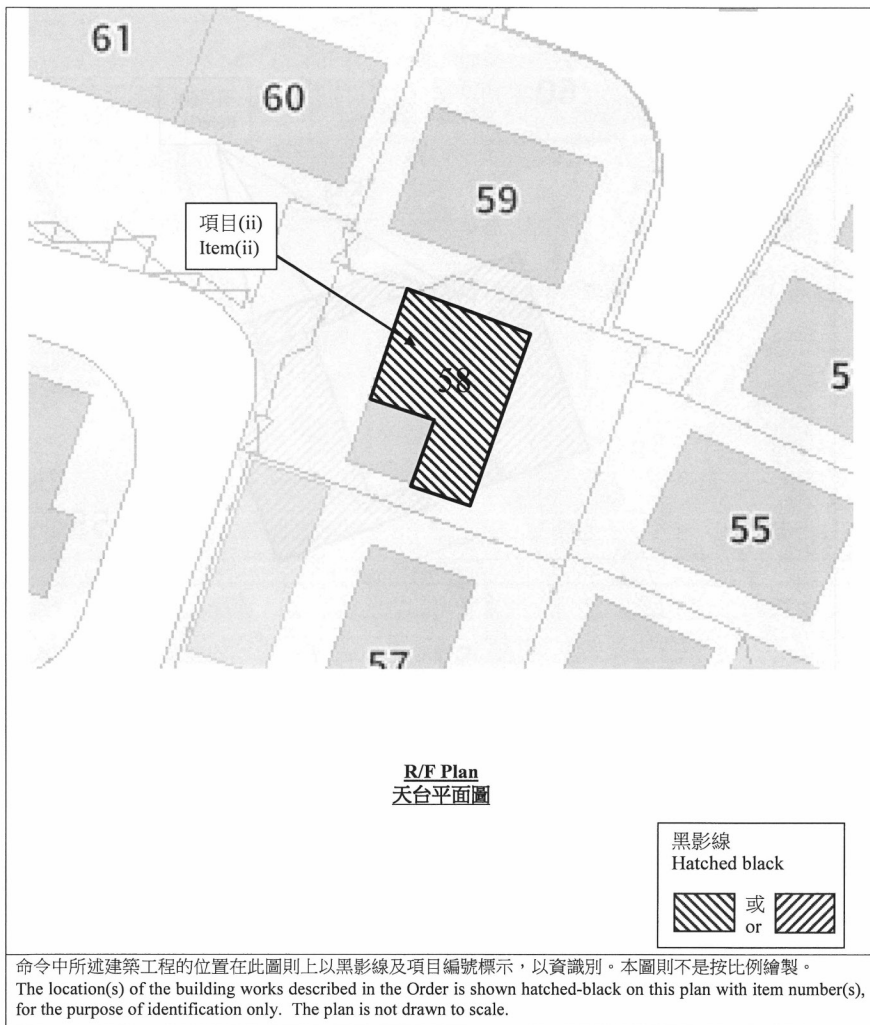 61
60
59
項目(ii)
Item(ii)
58
5
55
57
R/F Plan
天台平面圖
黑影線
Hatched black
或
or
命令中所述建築工程的位置在此圖則上以黑影線及項目編號標示，以資識別。本圖則不是按比例繪製。
The location(s) of the building works described in the Order is shown hatched-black on this plan with item number(s),
for the purpose of identification only. The plan is not drawn to scale.